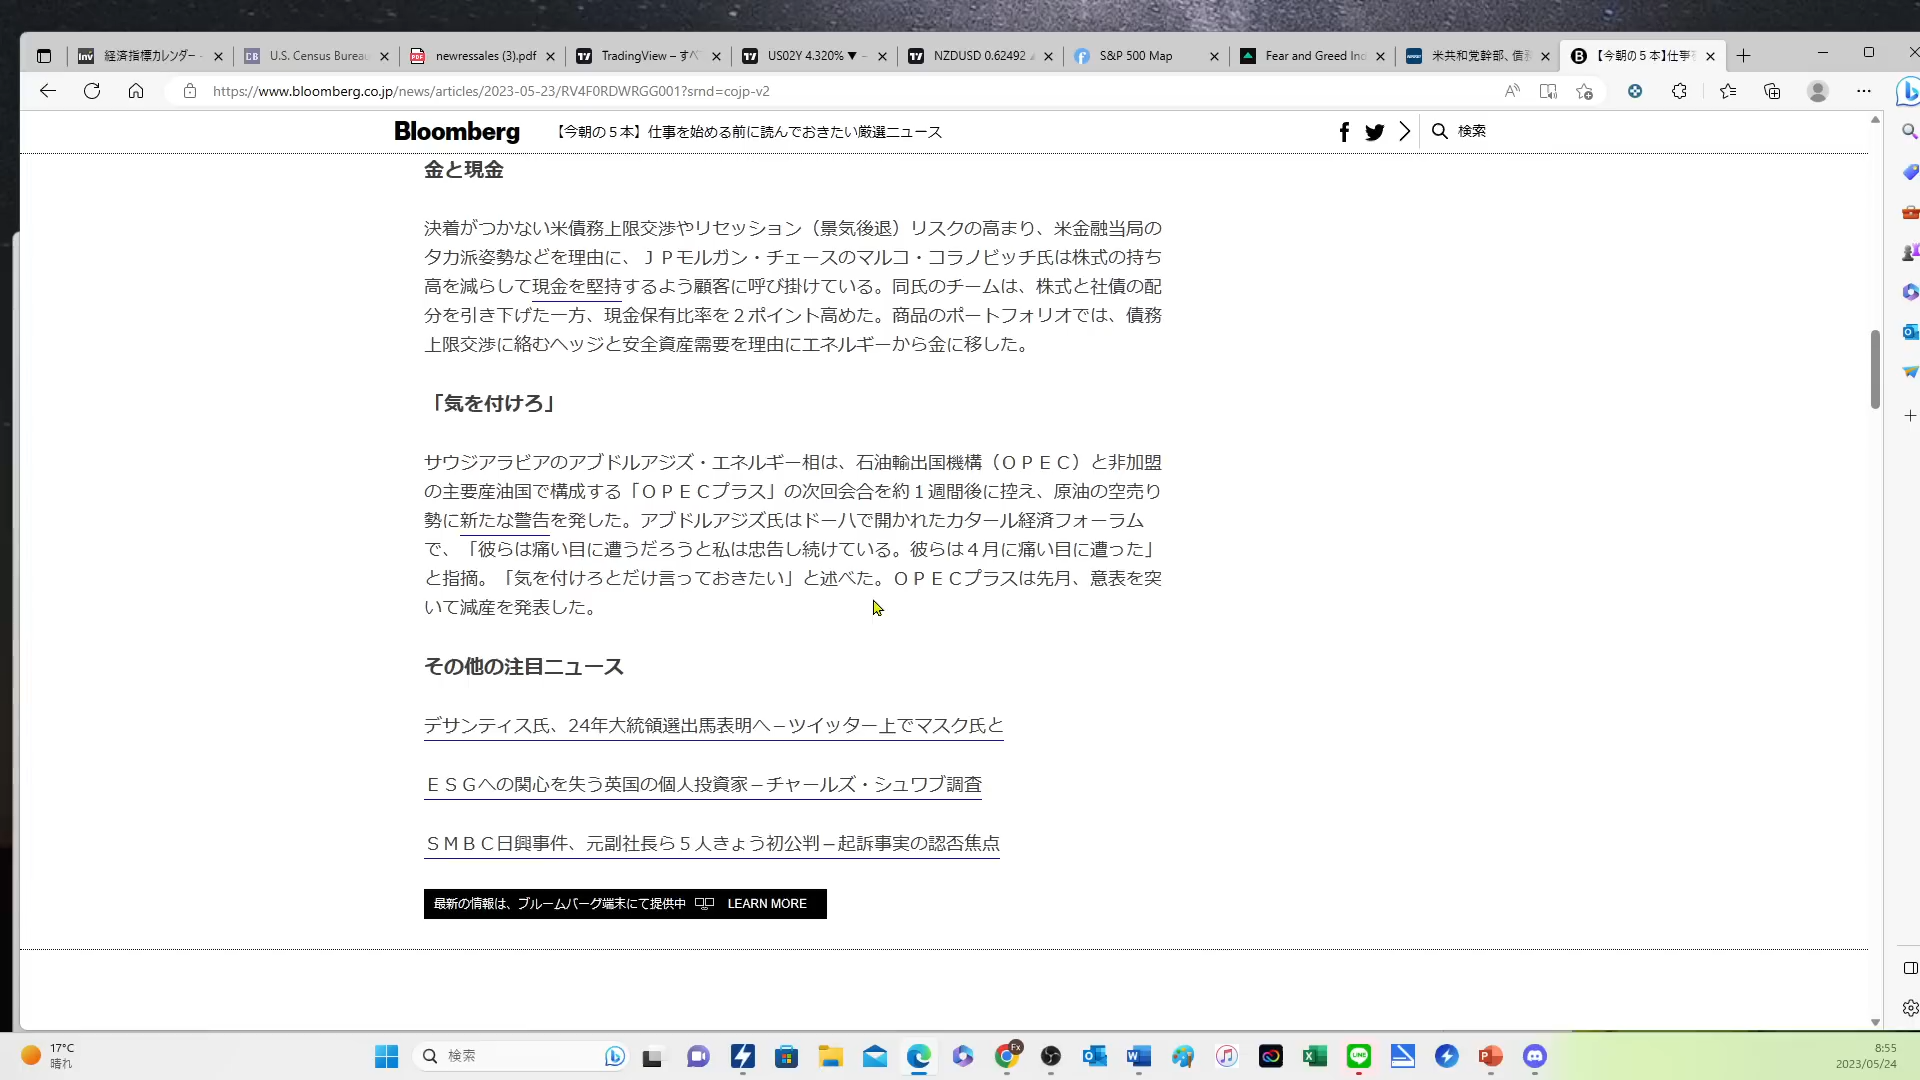 経済指標カレンダー -
U.S. Census Bureau
newressales (3).pdf
TradingView – すべ
US02Y 4.320% ▼ –
NZDUSD 0.62492
S&P 500 Map
Fear and Greed Ind
米共和党幹部、債務
【今朝の５本】仕事を
https://www.bloomberg.co.jp/news/articles/2023-05-23/RV4F0RDWRGG001?srnd=cojp-v2
Bloomberg
【今朝の５本】仕事を始める前に読んでおきたい厳選ニュース
検索
金と現金
決着がつかない米債務上限交渉やリセッション（景気後退）リスクの高まり、米金融当局の
タカ派姿勢などを理由に、ＪＰモルガン・チェースのマルコ・コラノビッチ氏は株式の持ち
高を減らして現金を堅持するよう顧客に呼び掛けている。同氏のチームは、株式と社債の配
分を引き下げた一方、現金保有比率を２ポイント高めた。商品のポートフォリオでは、債務
上限交渉に絡むヘッジと安全資産需要を理由にエネルギーから金に移した。
「気を付けろ」
サウジアラビアのアブドルアジズ・エネルギー相は、石油輸出国機構（ＯＰＥＣ）と非加盟
の主要産油国で構成する「ＯＰＥＣプラス」の次回会合を約１週間後に控え、原油の空売り
勢に新たな警告を発した。アブドルアジズ氏はドーハで開かれたカタール経済フォーラム
で、「彼らは痛い目に遭うだろうと私は忠告し続けている。彼らは４月に痛い目に遭った」
と指摘。「気を付けろとだけ言っておきたい」と述べた。ＯＰＥＣプラスは先月、意表を突
いて減産を発表した。
その他の注目ニュース
デサンティス氏、24年大統領選出馬表明へ－ツイッター上でマスク氏と
ＥＳＧへの関心を失う英国の個人投資家－チャールズ・シュワブ調査
ＳＭＢＣ日興事件、元副社長ら５人きょう初公判－起訴事実の認否焦点
最新の情報は、ブルームバーグ端末にて提供中 LEARN MORE
17°C
晴れ
検索
8:55
2023/05/24